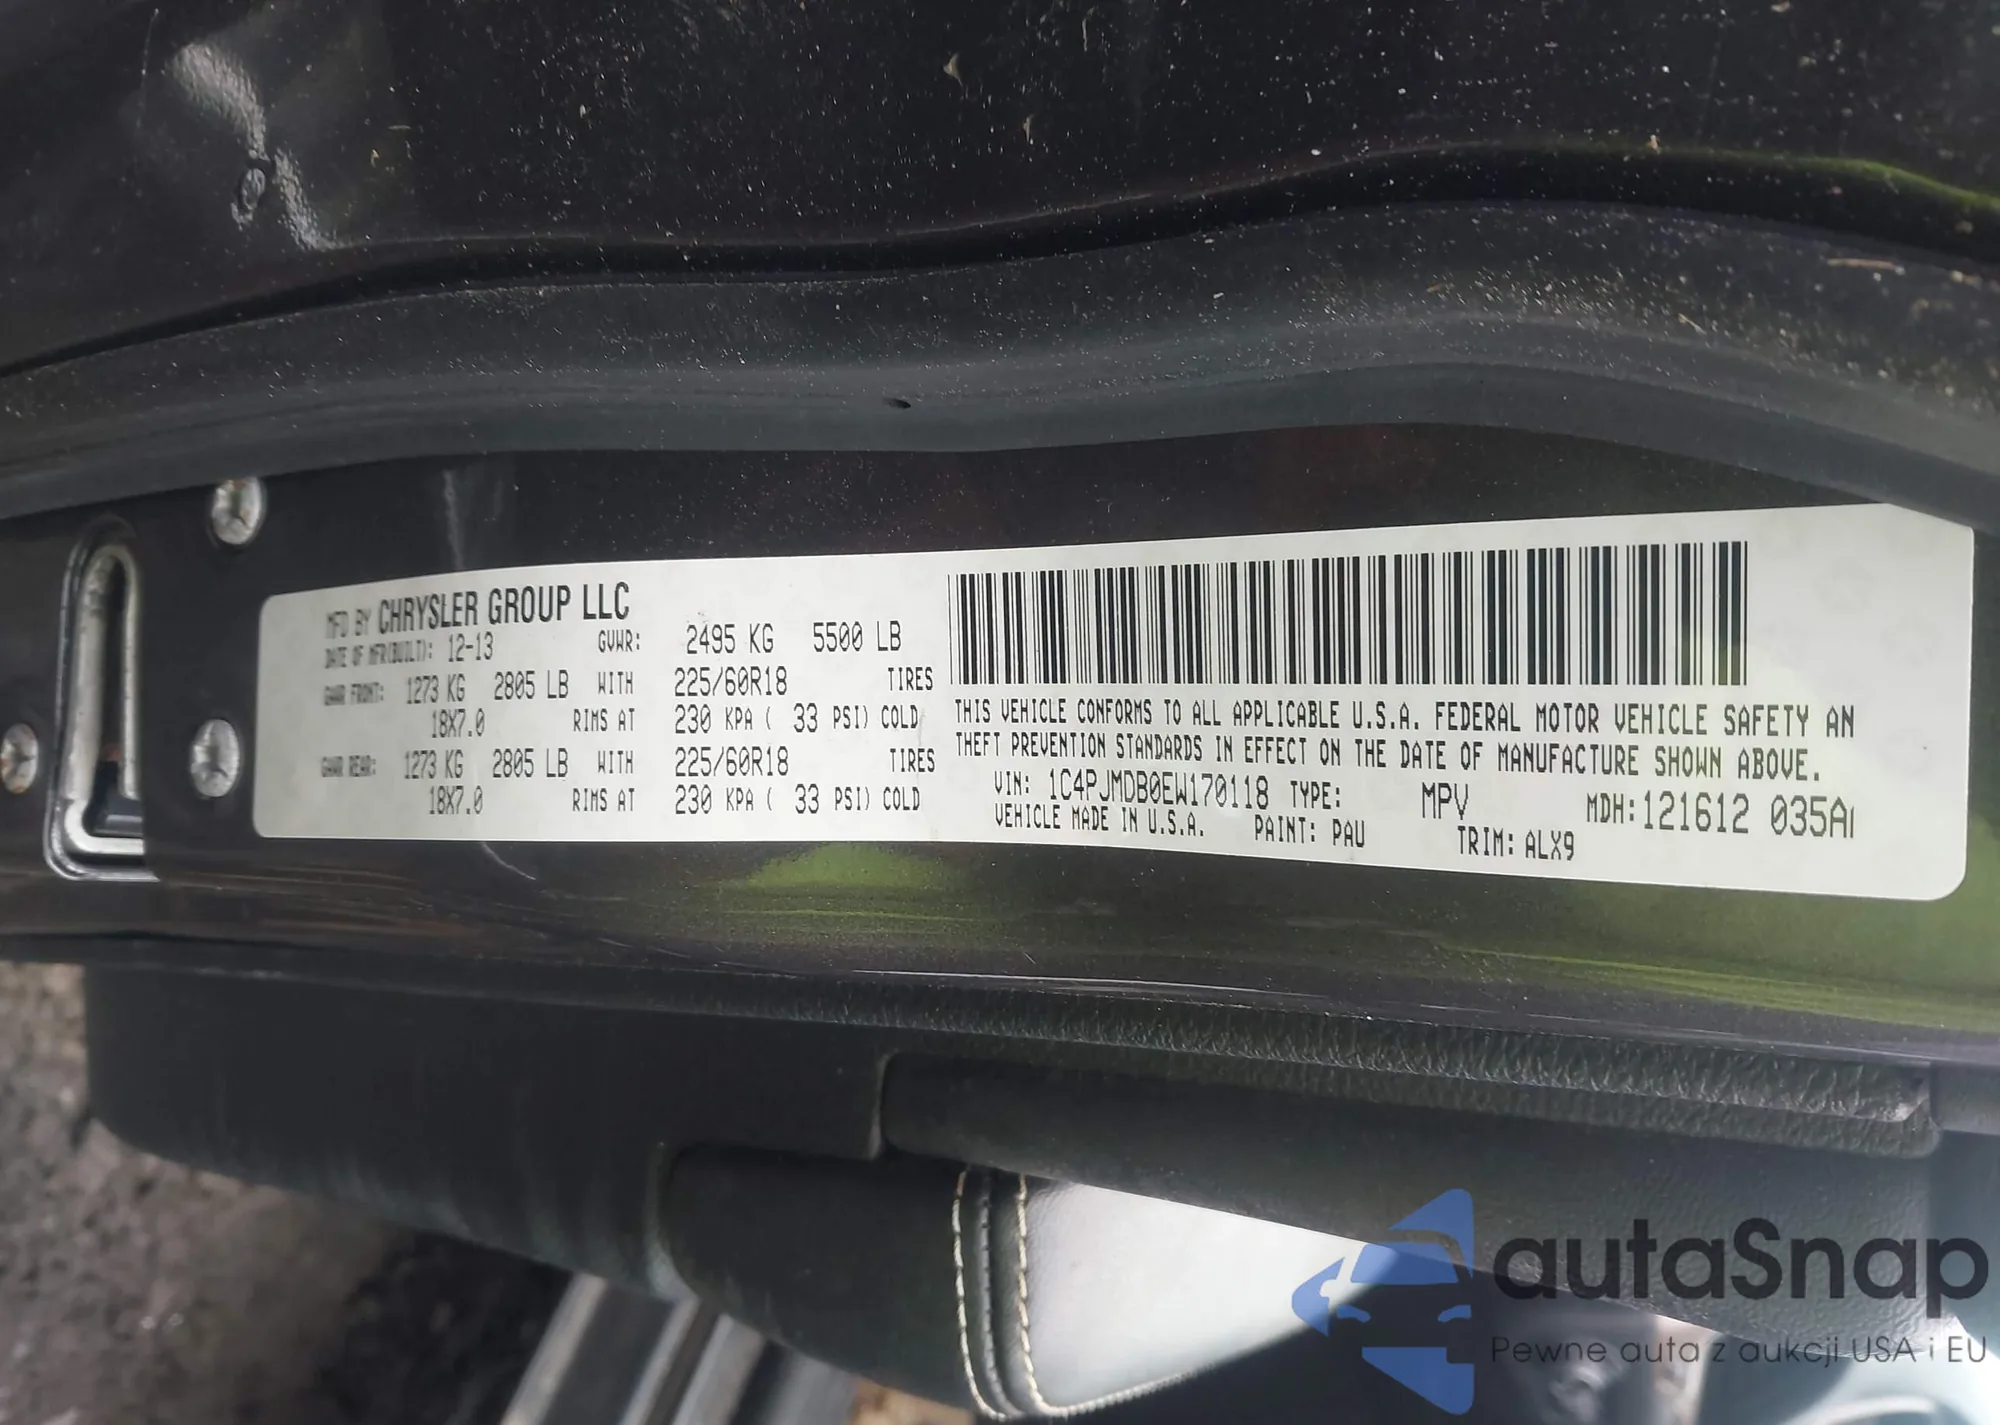 MFD BY CHRYSLER GROUP LLC
DATE OF MFR(BUILT): 12-13 GVWR: 2495 KG 5500 LB
GAWR FRONT: 1273 KG 2805 LB WITH 225/60R18 TIRES
18X7.0 RIMS AT 230 KPA ( 33 PSI) COLD
GAWR REAR: 1273 KG 2805 LB WITH 225/60R18 TIRES
18X7.0 RIMS AT 230 KPA ( 33 PSI) COLD
THIS VEHICLE CONFORMS TO ALL APPLICABLE U.S.A. FEDERAL MOTOR VEHICLE SAFETY AN
THEFT PREVENTION STANDARDS IN EFFECT ON THE DATE OF MANUFACTURE SHOWN ABOVE.
VIN: 1C4PJMDB0EW170118 TYPE: MPV MDH: 121612 035A
VEHICLE MADE IN U.S.A. PAINT: PAU TRIM: ALX9
autaSnap
Pewne auta z aukcji USA i EU